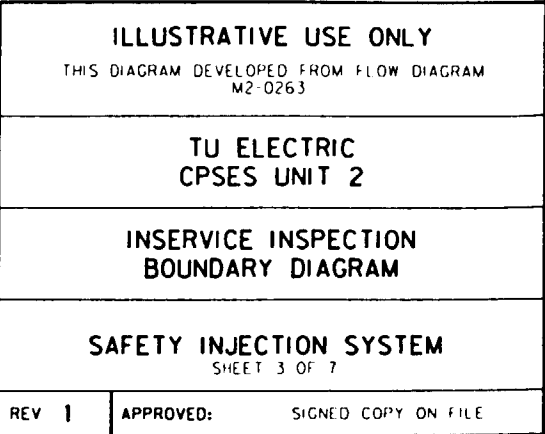 ILLUSTRATIVE USE ONLY
THIS DIAGRAM DEVELOPED FROM FLOW DIAGRAM
M2-0263
TU ELECTRIC
CPSES UNIT 2
INSERVICE INSPECTION
BOUNDARY DIAGRAM
SAFETY INJECTION SYSTEM
SHEET 3 OF 7
REV 1 APPROVED: SIGNED COPY ON FILE